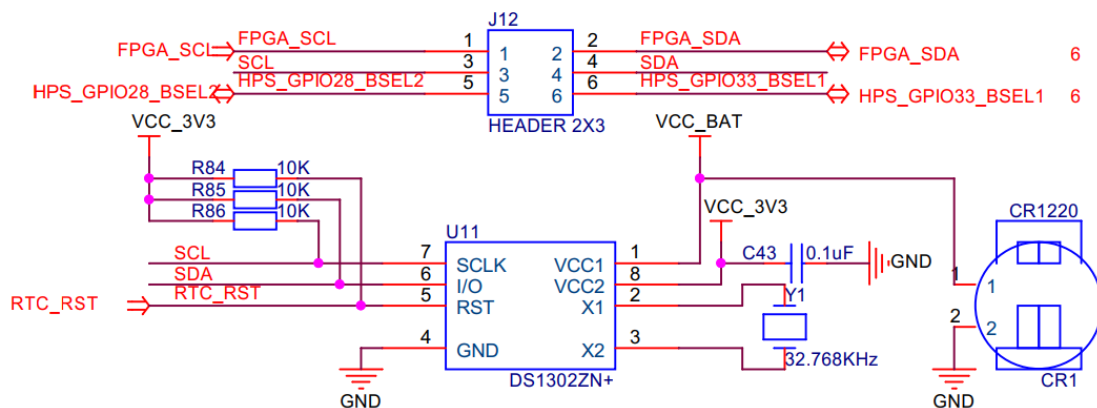 J12
FPGA_SCL FPGA_SCL 1 1 2 2 FPGA_SDA FPGA_SDA 6
SCL 3 3 4 4 SDA
HPS_GPIO28_BSEL2 HPS_GPIO28_BSEL2 5 5 6 6 HPS_GPIO33_BSEL1 HPS_GPIO33_BSEL1 6
HEADER 2X3
VCC_3V3
VCC_BAT
R84 10K
R85 10K
R86 10K
VCC_3V3
CR1220
U11
C43 0.1uF
GND
SCL 7 SCLK VCC1 1
SDA 6 I/O VCC2 8
RTC_RST RTC_RST 5 RST X1 2
Y1
4 GND X2 3
32.768KHz
DS1302ZN+
GND
1 1
2 2
CR1
GND